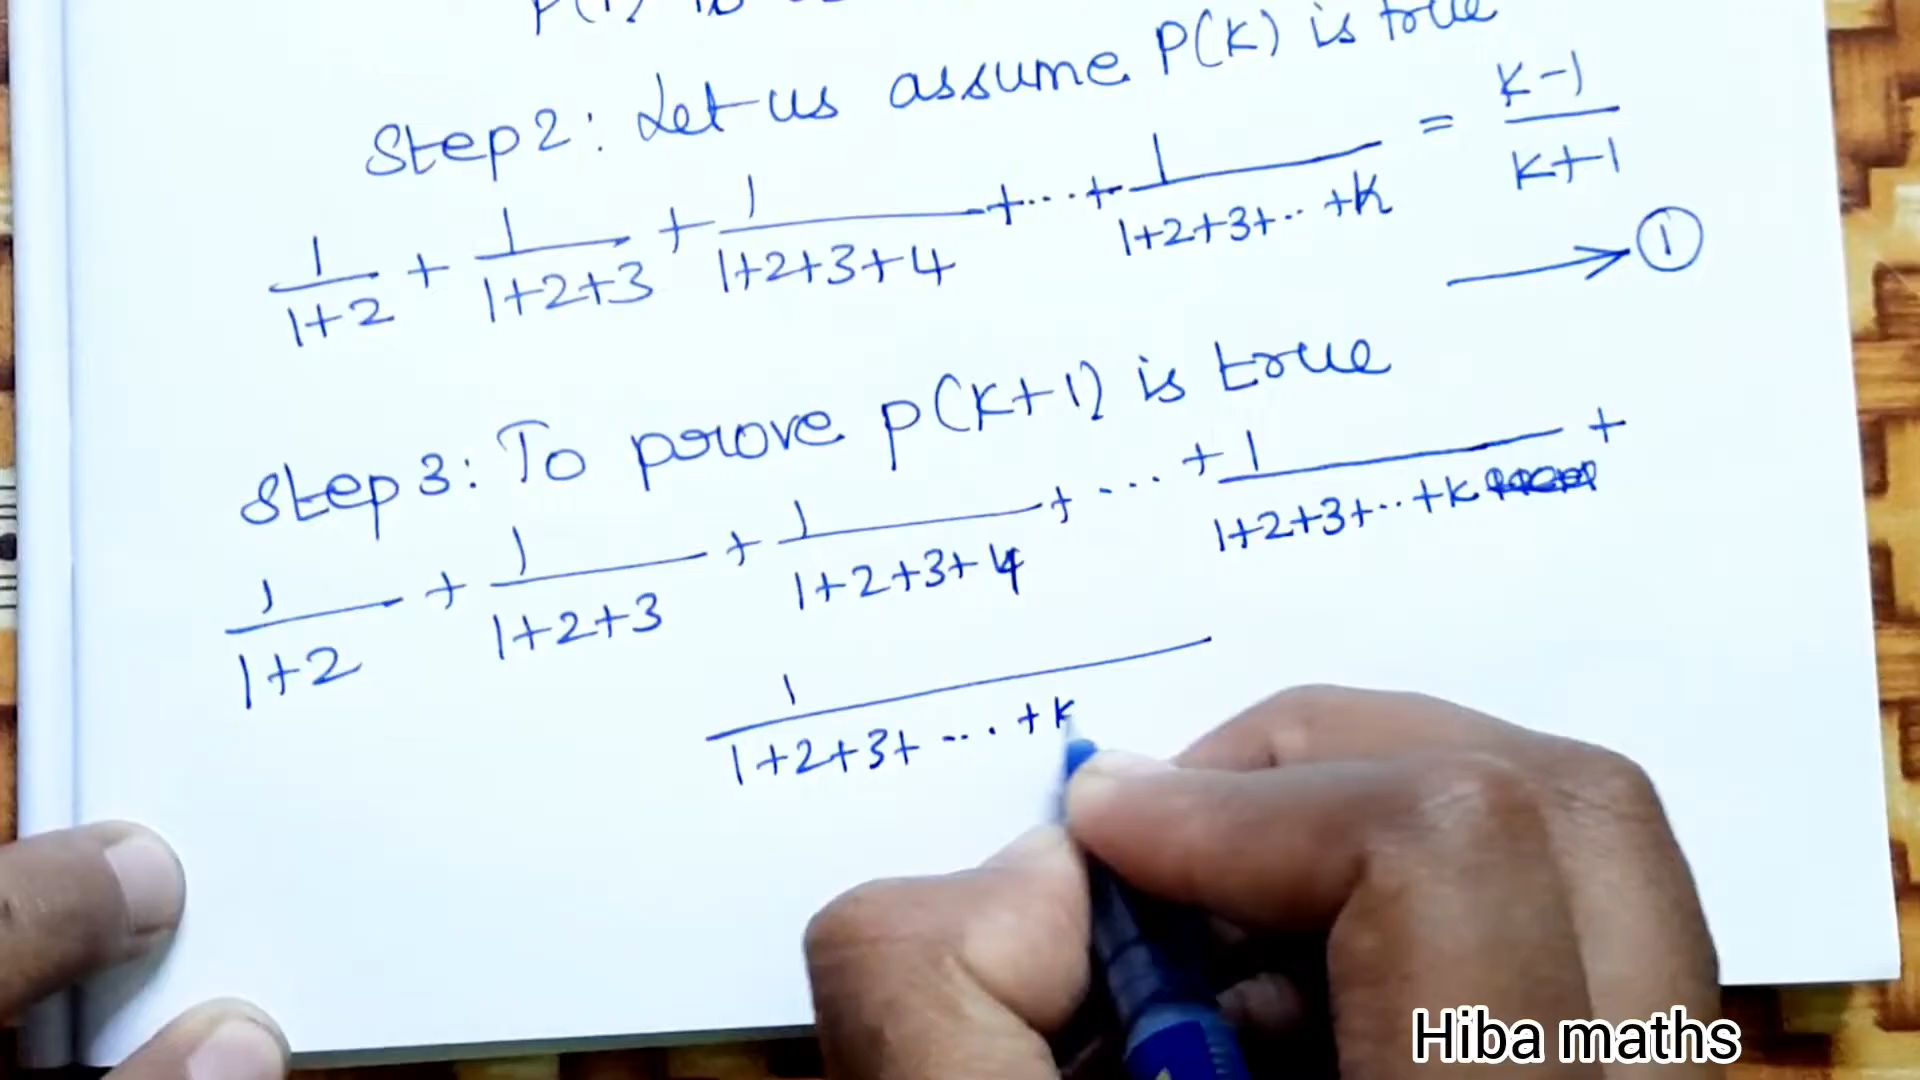 Step 2: Let us assume P(K) is true
1/(1+2) + 1/(1+2+3) + 1/(1+2+3+4) + ... + 1/(1+2+3+..+K) = (K-1)/(K+1)
→ ①
Step 3: To prove P(K+1) is true
1/(1+2) + 1/(1+2+3) + 1/(1+2+3+4) + ... + 1/(1+2+3+..+K) +
1/(1+2+3+...+K
Hiba maths